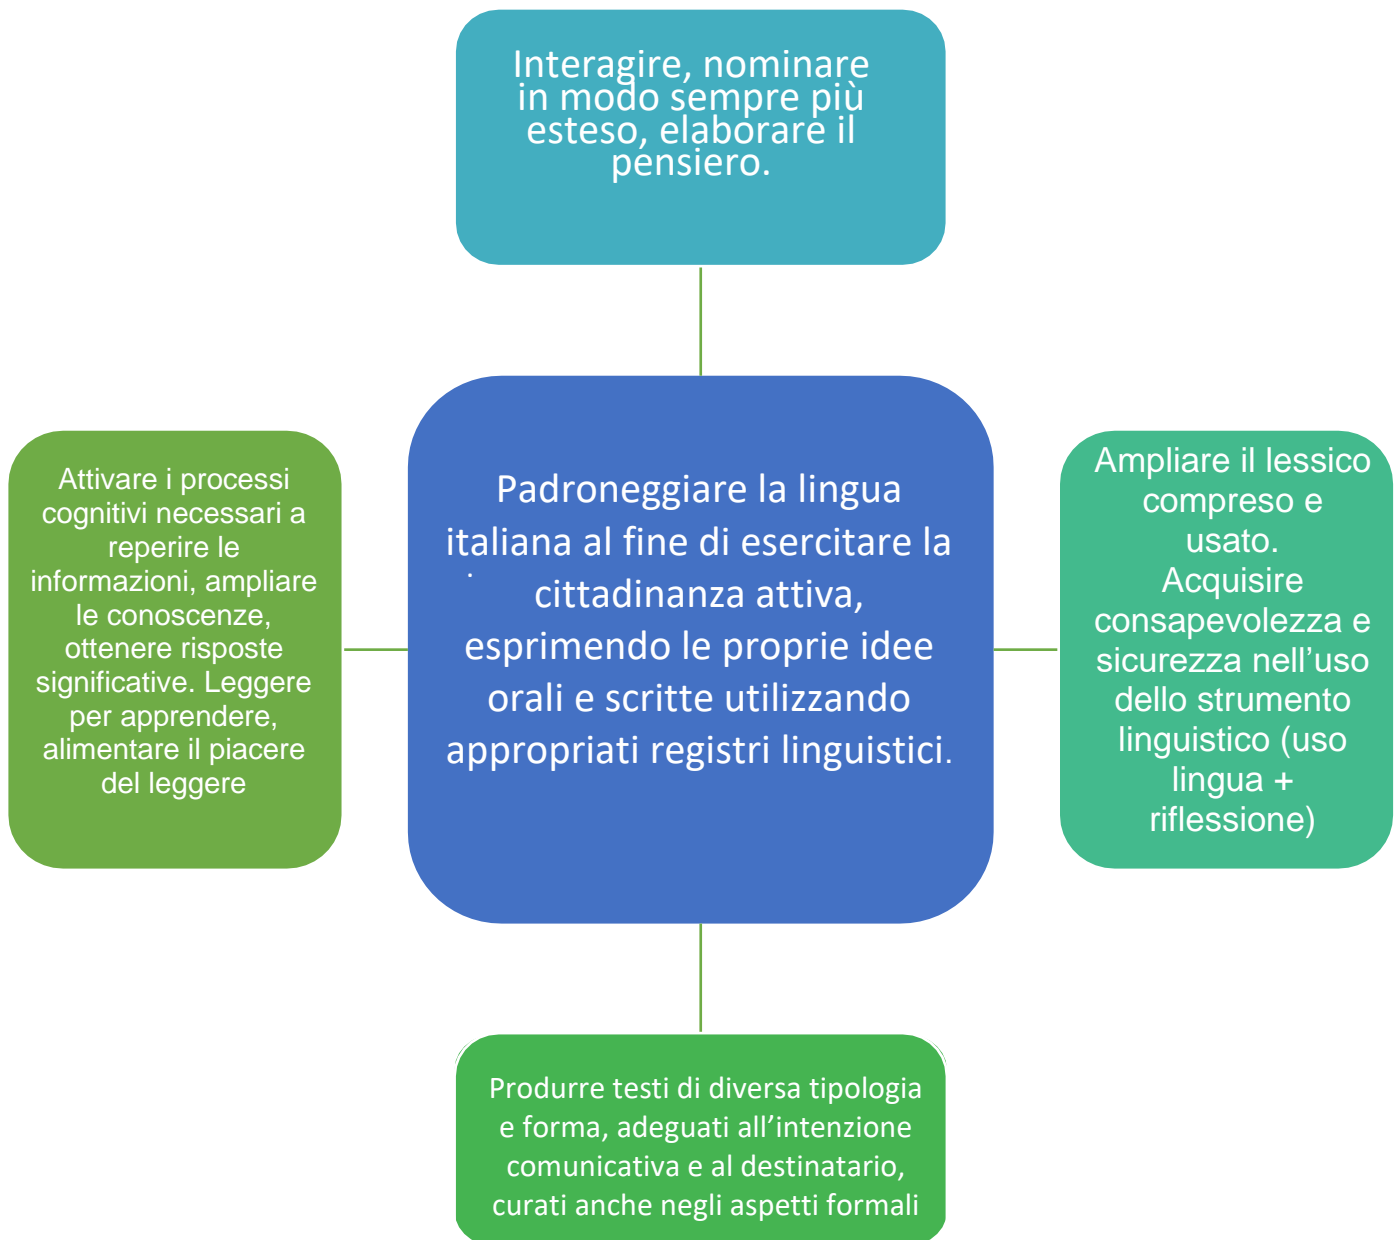 Interagire, nominare
in modo sempre più
esteso, elaborare il
pensiero.
Attivare i processi
cognitivi necessari a
reperire le
informazioni, ampliare
le conoscenze,
ottenere risposte
significative. Leggere
per apprendere,
alimentare il piacere
del leggere
Padroneggiare la lingua
italiana al fine di esercitare la
.
cittadinanza attiva,
esprimendo le proprie idee
orali e scritte utilizzando
appropriati registri linguistici.
Ampliare il lessico
compreso e
usato.
Acquisire
consapevolezza e
sicurezza nell’uso
dello strumento
linguistico (uso
lingua +
riflessione)
Produrre testi di diversa tipologia
e forma, adeguati all’intenzione
comunicativa e al destinatario,
curati anche negli aspetti formali